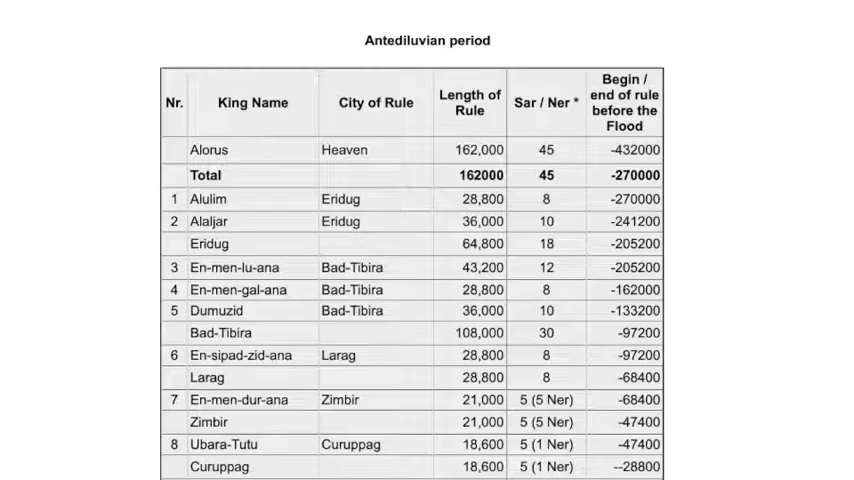 Antediluvian period
Nr. King Name City of Rule Length of Rule Sar / Ner * Begin / end of rule before the Flood
Alorus Heaven 162,000 45 -432000
Total 162000 45 -270000
1 Alulim Eridug 28,800 8 -270000
2 Alaljar Eridug 36,000 10 -241200
Eridug 64,800 18 -205200
3 En-men-lu-ana Bad-Tibira 43,200 12 -205200
4 En-men-gal-ana Bad-Tibira 28,800 8 -162000
5 Dumuzid Bad-Tibira 36,000 10 -133200
Bad-Tibira 108,000 30 -97200
6 En-sipad-zid-ana Larag 28,800 8 -97200
Larag 28,800 8 -68400
7 En-men-dur-ana Zimbir 21,000 5 (5 Ner) -68400
Zimbir 21,000 5 (5 Ner) -47400
8 Ubara-Tutu Curuppag 18,600 5 (1 Ner) -47400
Curuppag 18,600 5 (1 Ner) --28800